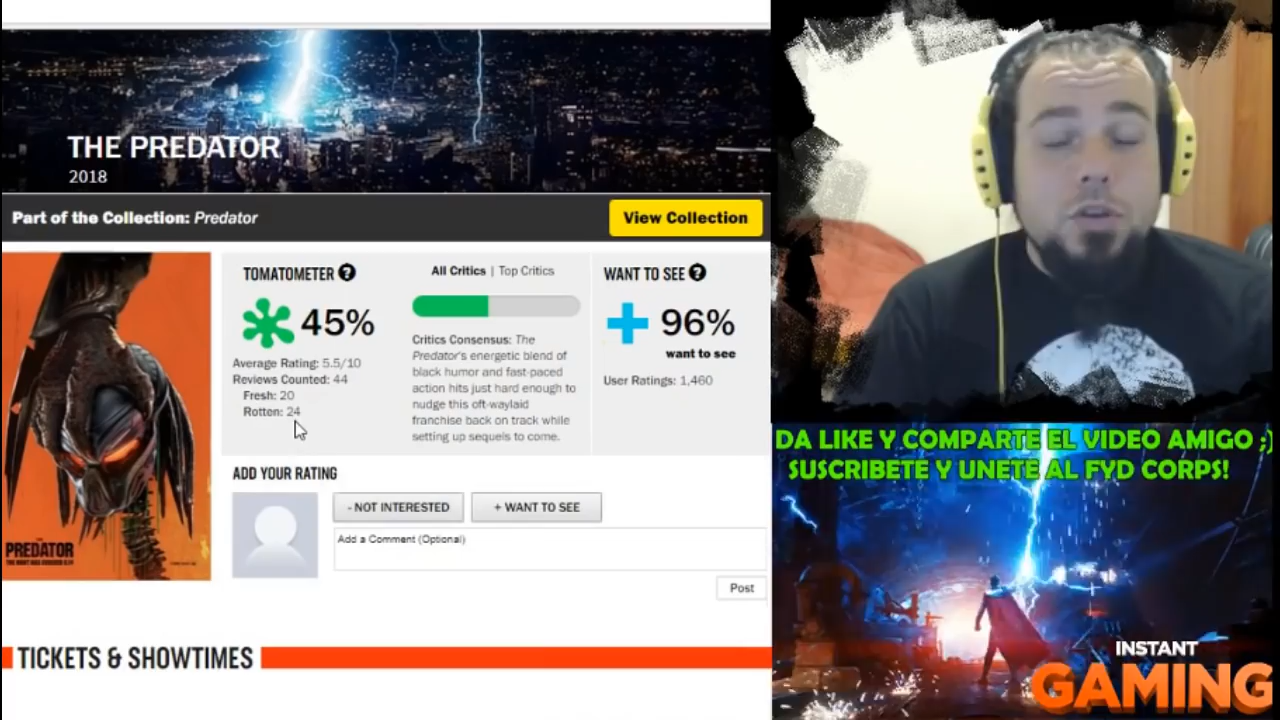 THE PREDATOR
2018
Part of the Collection: Predator
View Collection
TOMATOMETER ?
45%
Average Rating: 5.5/10
Reviews Counted: 44
Fresh: 20
Rotten: 24
All Critics | Top Critics
Critics Consensus: The
Predator's energetic blend of
black humor and fast-paced
action hits just hard enough to
nudge this oft-waylaid
franchise back on track while
setting up sequels to come.
WANT TO SEE ?
96%
want to see
User Ratings: 1,460
PREDATOR
ADD YOUR RATING
- NOT INTERESTED
+ WANT TO SEE
Add a Comment (Optional)
Post
TICKETS & SHOWTIMES
DA LIKE Y COMPARTE EL VIDEO AMIGO ;)
SUSCRIBETE Y UNETE AL FYD CORPS!
INSTANT
GAMING